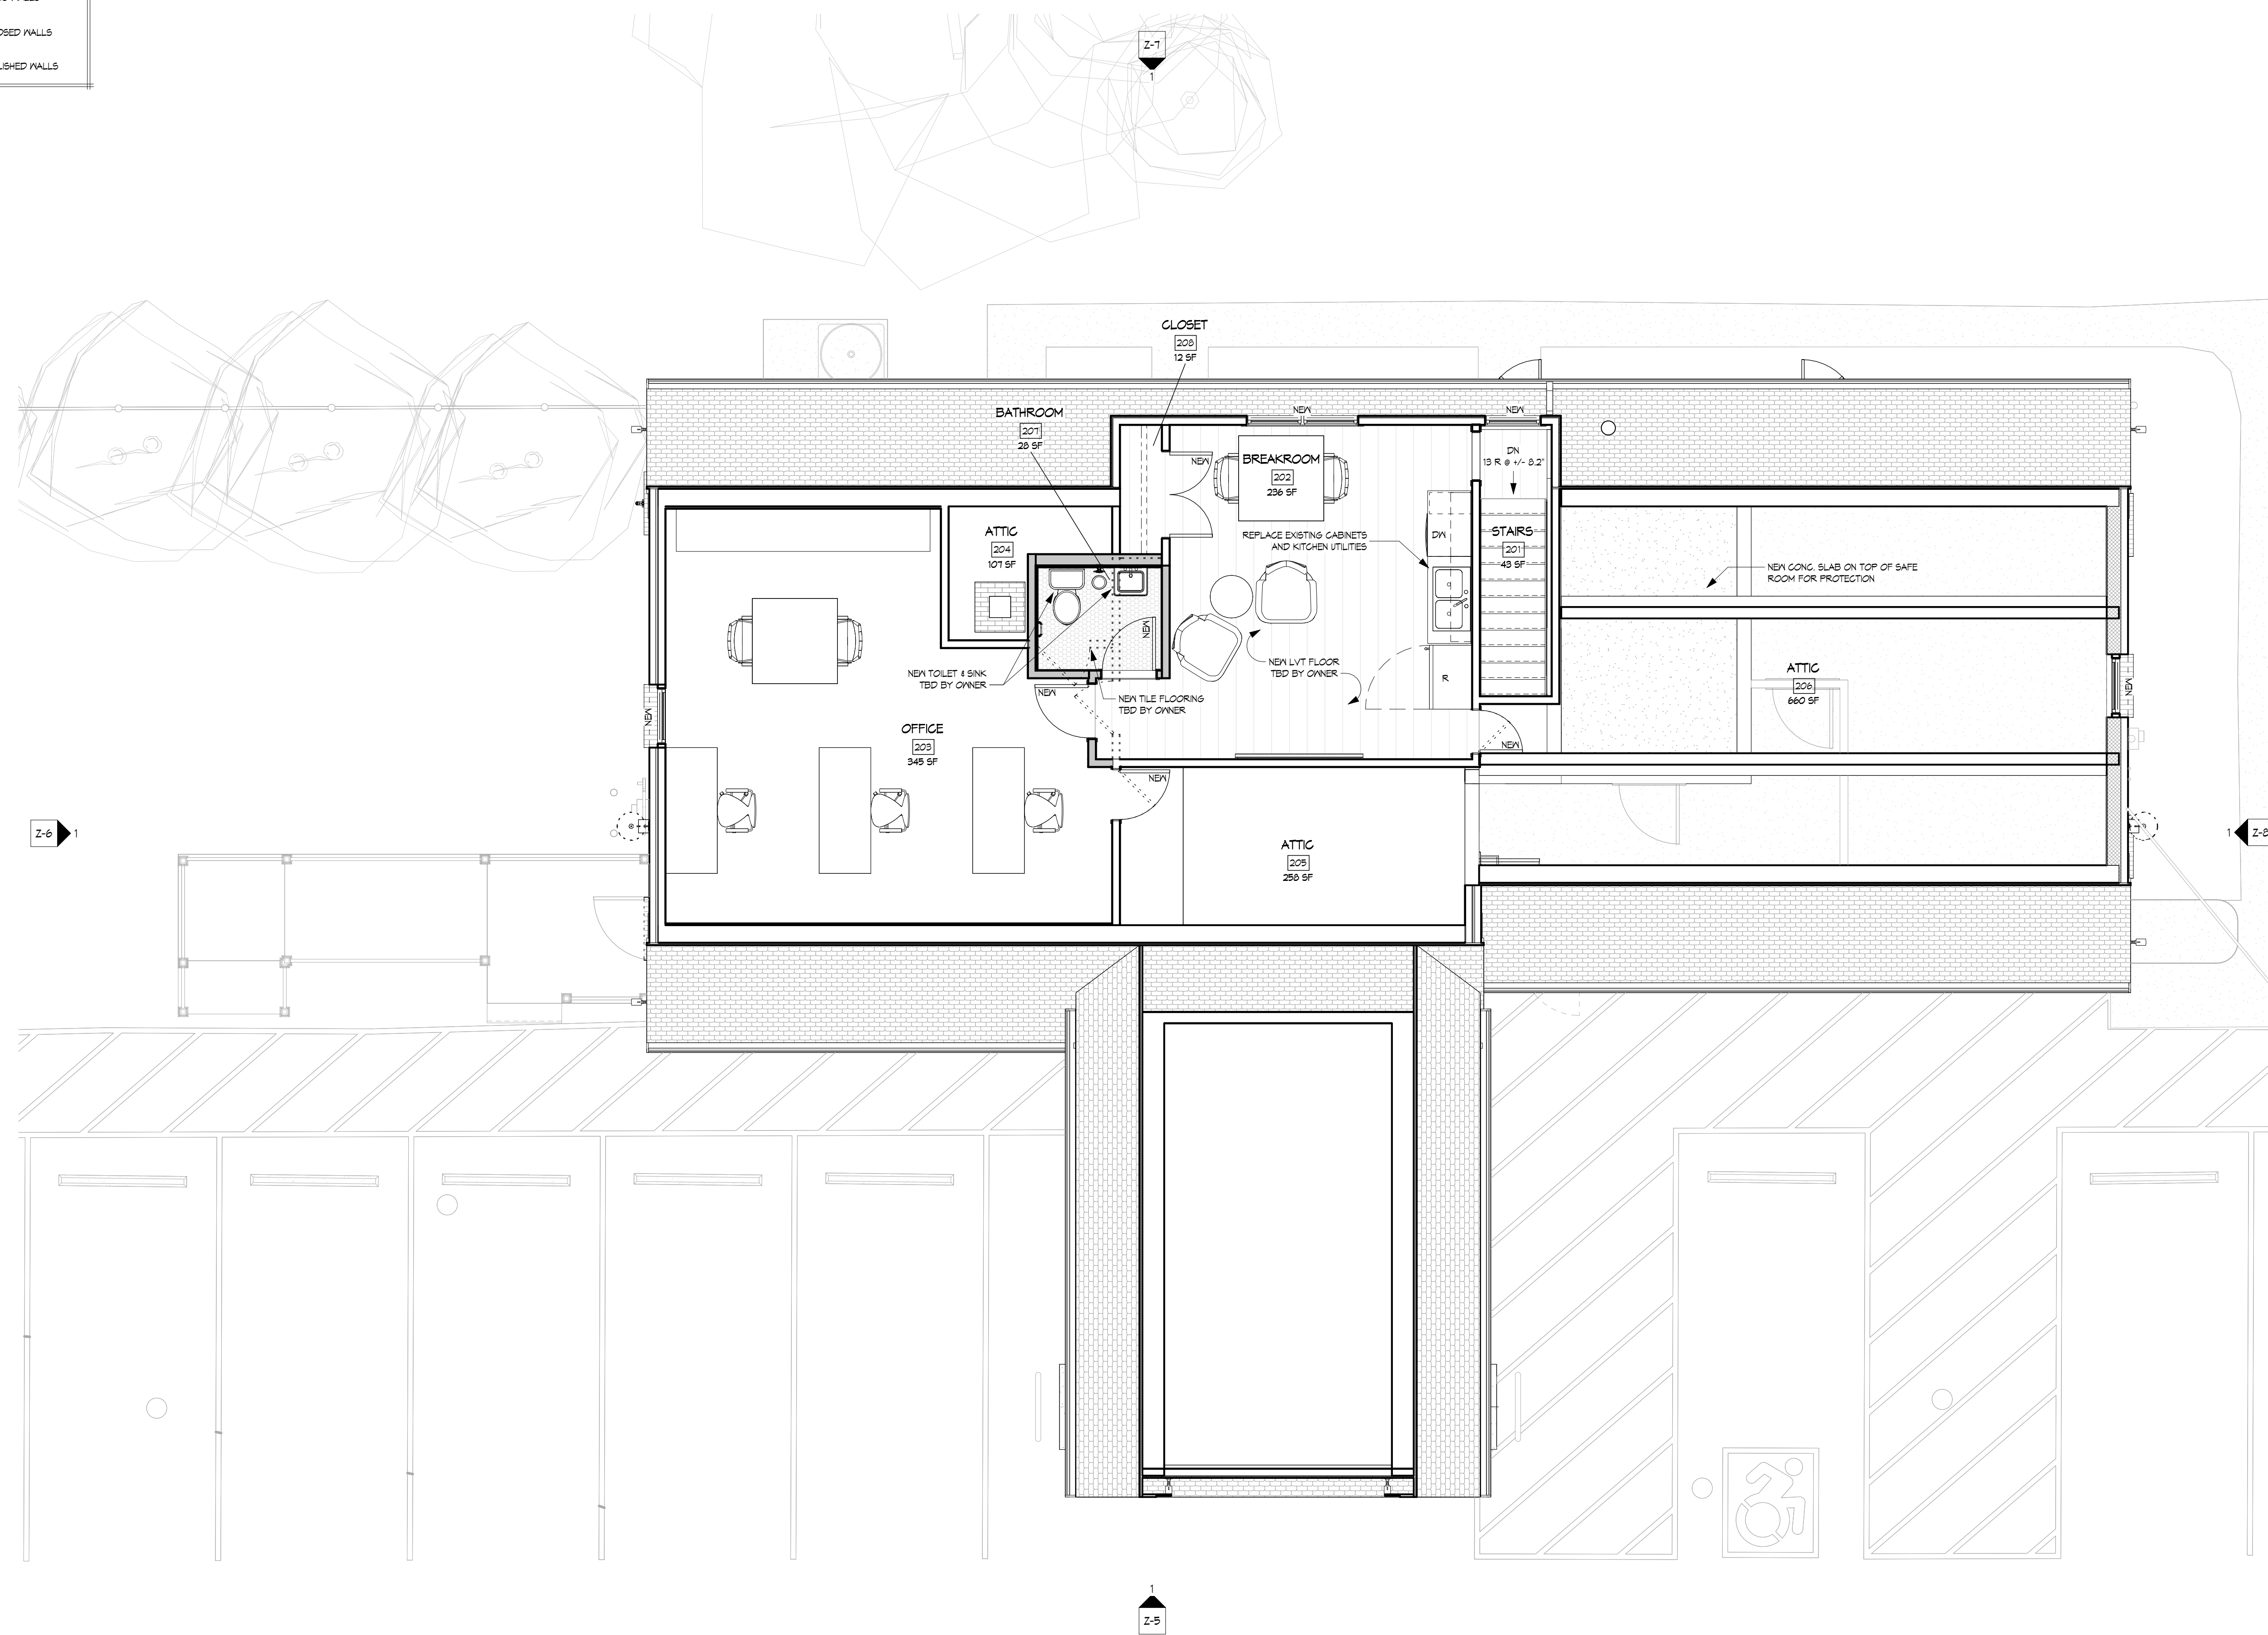 OSED WALLS
LISHED WALLS
Z-7
1
CLOSET
208
12 SF
BATHROOM
207
28 SF
NEW
NEW
DN
13 R @ +/- 8.2"
NEW
BREAKROOM
202
236 SF
ATTIC
204
107 SF
REPLACE EXISTING CABINETS
AND KITCHEN UTILITIES
DW
STAIRS
201
43 SF
NEW CONC. SLAB ON TOP OF SAFE
ROOM FOR PROTECTION
NEW
NEW TOILET & SINK
TBD BY OWNER
NEW LVT FLOOR
TBD BY OWNER
R
ATTIC
206
660 SF
NEW
NEW TILE FLOORING
TBD BY OWNER
NEW
NEW
OFFICE
203
345 SF
NEW
NEW
ATTIC
205
258 SF
Z-6
1
1
Z-8
1
Z-5